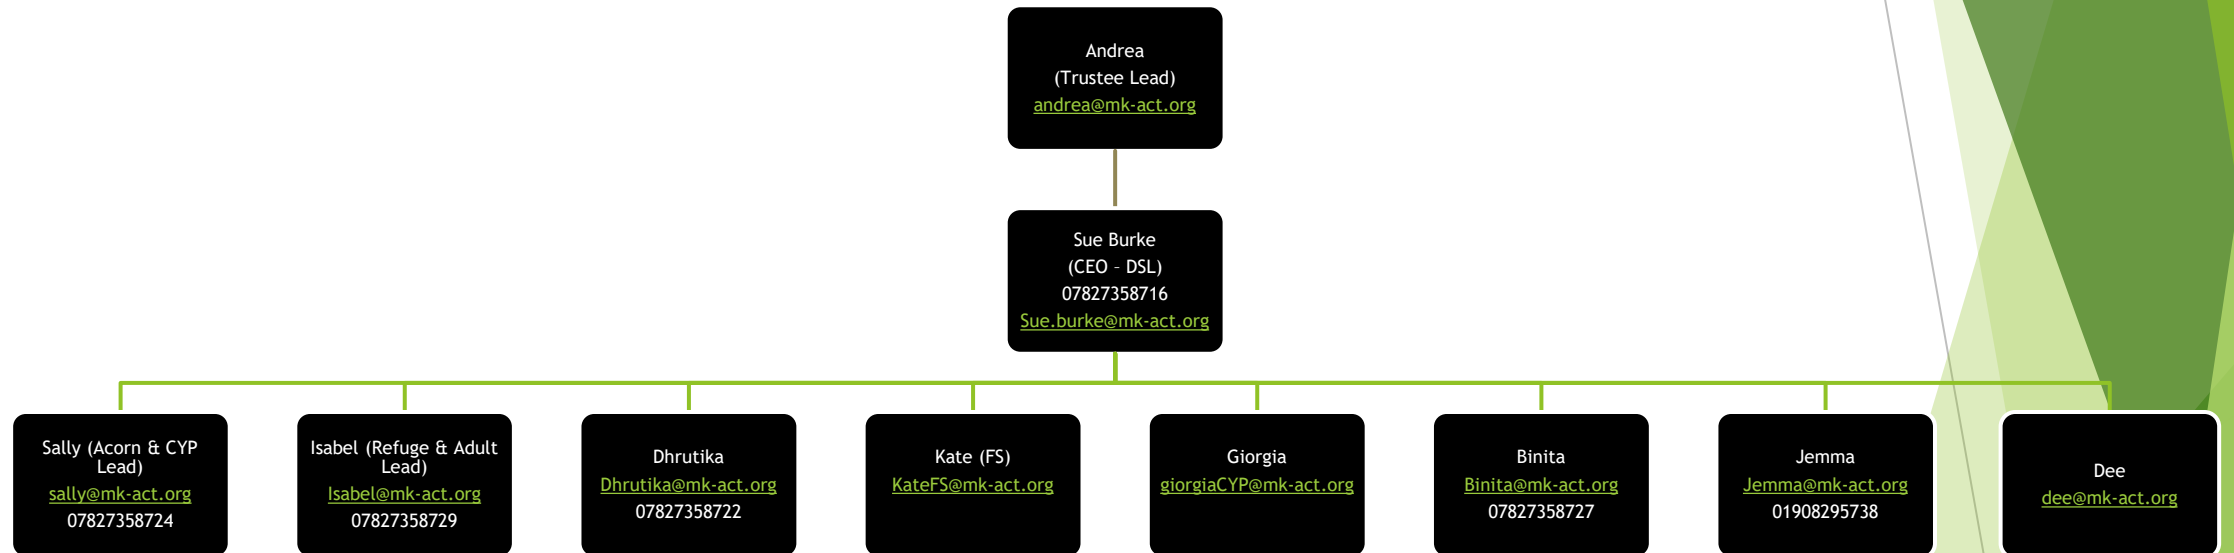 Andrea
(Trustee Lead)
andrea@mk-act.org
Sue Burke
(CEO – DSL)
07827358716
Sue.burke@mk-act.org
Sally (Acorn & CYP
Lead)
sally@mk-act.org
07827358724
Isabel (Refuge & Adult
Lead)
Isabel@mk-act.org
07827358729
Dhrutika
Dhrutika@mk-act.org
07827358722
Kate (FS)
KateFS@mk-act.org
Giorgia
giorgiaCYP@mk-act.org
Binita
Binita@mk-act.org
07827358727
Jemma
Jemma@mk-act.org
01908295738
Dee
dee@mk-act.org